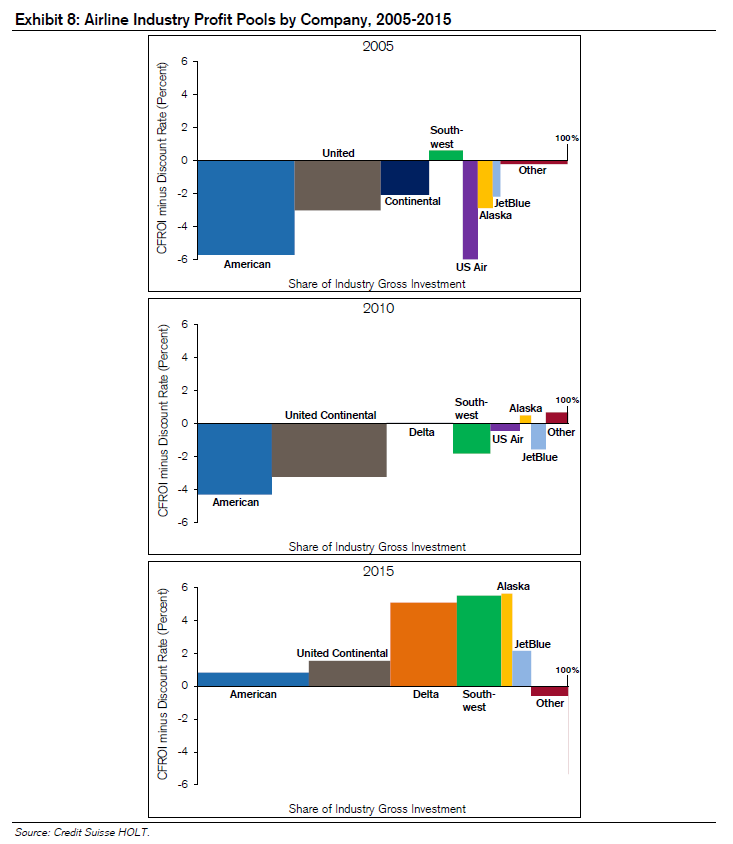 Exhibit 8: Airline Industry Profit Pools by Company, 2005-2015
2005
CFROI minus Discount Rate (Percent)
6
4
2
0
-2
-4
-6
American
United
Continental
South-
west
US Air
Alaska
JetBlue
Other
100%
Share of Industry Gross Investment
2010
CFROI minus Discount Rate (Percent)
6
4
2
0
-2
-4
-6
American
United Continental
Delta
South-
west
US Air
Alaska
JetBlue
Other
100%
Share of Industry Gross Investment
2015
CFROI minus Discount Rate (Percent)
6
4
2
0
-2
-4
-6
American
United Continental
Delta
South-
west
Alaska
JetBlue
Other
100%
Share of Industry Gross Investment
Source: Credit Suisse HOLT.